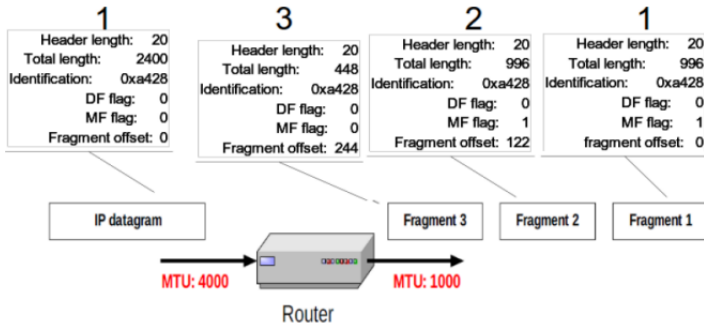 1
Header length: 20
Total length: 2400
Identification: 0xa428
DF flag: 0
MF flag: 0
Fragment offset: 0
3
Header length: 20
Total length: 448
Identification: 0xa428
DF flag: 0
MF flag: 0
Fragment offset: 244
2
Header length: 20
Total length: 996
Identification: 0xa428
DF flag: 0
MF flag: 1
Fragment offset: 122
1
Header length: 20
Total length: 996
Identification: 0xa428
DF flag: 0
MF flag: 1
fragment offset: 0
IP datagram
Fragment 3
Fragment 2
Fragment 1
MTU: 4000
MTU: 1000
Router